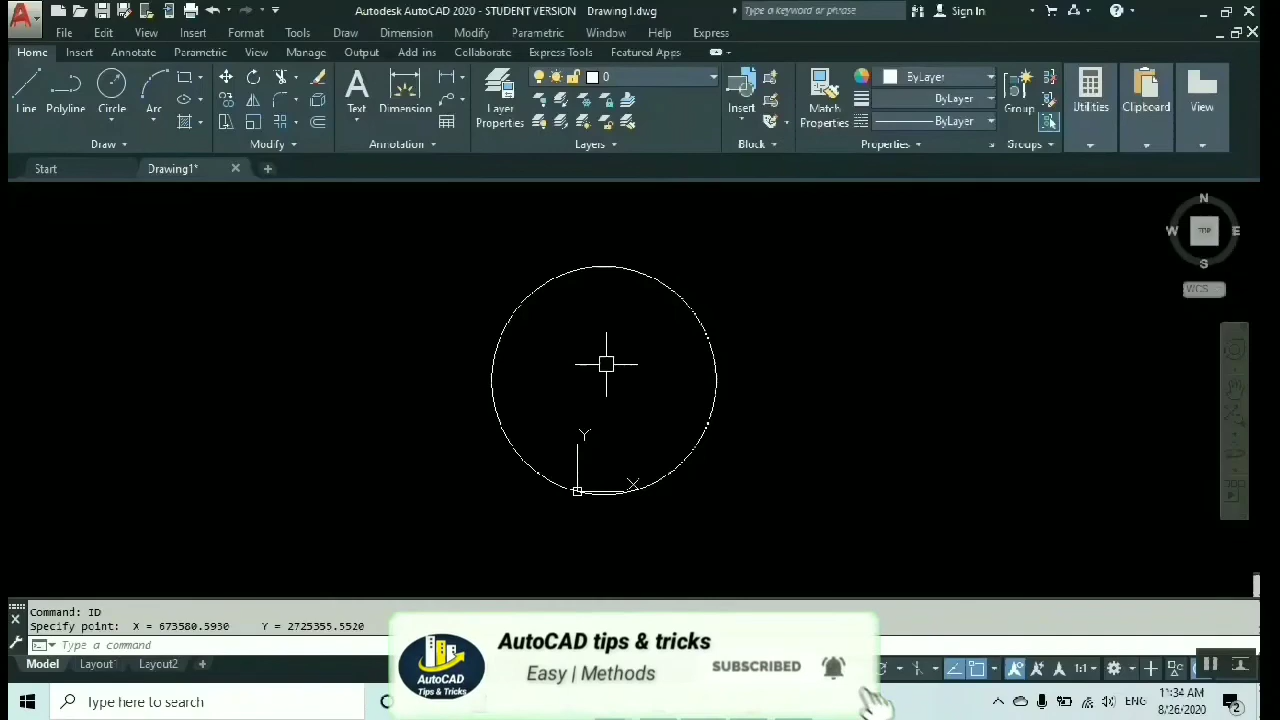 Autodesk AutoCAD 2020 - STUDENT VERSION Drawing1.dwg
Type a keyword or phrase
Sign In
File Edit View Insert Format Tools Draw Dimension Modify Parametric Window Help Express
Home Insert Annotate Parametric View Manage Output Add-ins Collaborate Express Tools Featured Apps
0
ByLayer
ByLayer
ByLayer
Line Polyline Circle Arc
Text Dimension
Layer Properties
Insert
Match Properties
Group
Utilities Clipboard View
Draw Modify Annotation Layers Block Properties Groups
Start Drawing1*
N
W TOP E
S
WCS
Y
X
Command: ID
Specify point: X = 673580.5930 Y = 2725355.5520
Type a command
AutoCAD tips & tricks
Easy | Methods
SUBSCRIBED
AutoCAD
Tips & Tricks
Model Layout1 Layout2
1:1
Type here to search
ENG
11:34 AM
8/26/2020
2